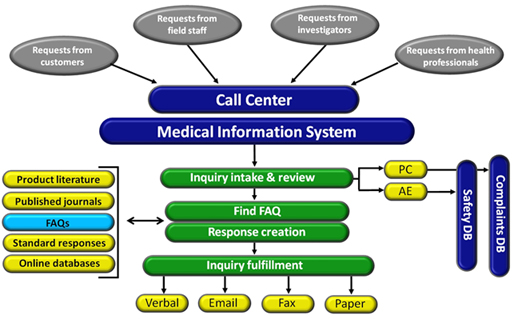 Requests from
customers
Requests from
field staff
Requests from
investigators
Requests from health
professionals
Call Center
Medical Information System
Inquiry intake & review
PC
AE
Safety DB
Complaints DB
Product literature
Published journals
FAQs
Standard responses
Online databases
Find FAQ
Response creation
Inquiry fulfillment
Verbal
Email
Fax
Paper